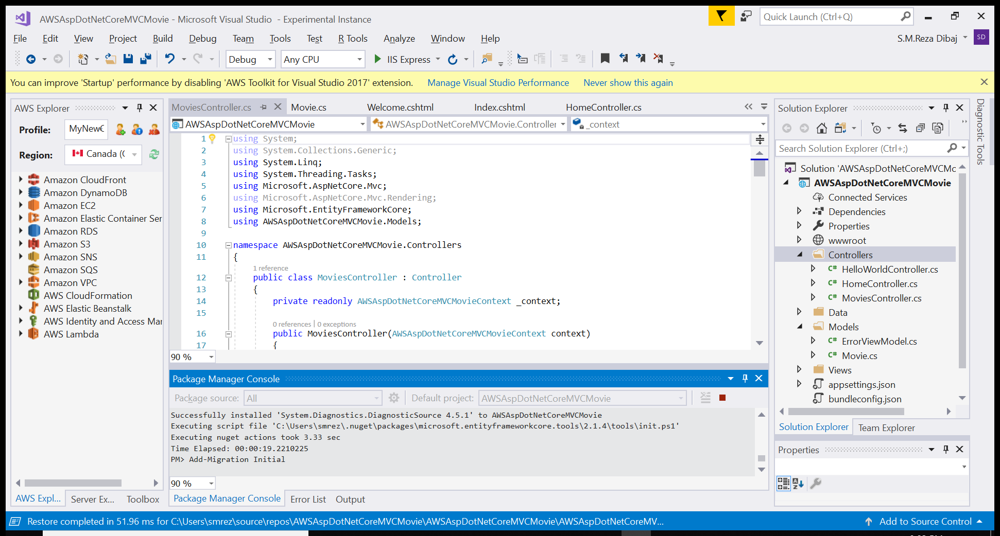 AWSAspDotNetCoreMVCMovie - Microsoft Visual Studio - Experimental Instance
Quick Launch (Ctrl+Q)
File Edit View Project Build Debug Team Tools Test R Tools Analyze Window Help
S.M.Reza Dibaj SD
Debug Any CPU IIS Express
You can improve 'Startup' performance by disabling 'AWS Toolkit for Visual Studio 2017' extension. Manage Visual Studio Performance Never show this again
AWS Explorer
Profile: MyNewC
Region: Canada (C
Amazon CloudFront
Amazon DynamoDB
Amazon EC2
Amazon Elastic Container Ser
Amazon RDS
Amazon S3
Amazon SNS
Amazon SQS
Amazon VPC
AWS CloudFormation
AWS Elastic Beanstalk
AWS Identity and Access Mar
AWS Lambda
AWS Expl... Server Ex... Toolbox
MoviesController.cs Movie.cs Welcome.cshtml Index.cshtml HomeController.cs
AWSAspDotNetCoreMVCMovie AWSAspDotNetCoreMVCMovie.Controller _context
1 using System;
2 using System.Collections.Generic;
3 using System.Linq;
4 using System.Threading.Tasks;
5 using Microsoft.AspNetCore.Mvc;
6 using Microsoft.AspNetCore.Mvc.Rendering;
7 using Microsoft.EntityFrameworkCore;
8 using AWSAspDotNetCoreMVCMovie.Models;
9
10 namespace AWSAspDotNetCoreMVCMovie.Controllers
11 {
1 reference
12 public class MoviesController : Controller
13 {
14 private readonly AWSAspDotNetCoreMVCMovieContext _context;
15
0 references | 0 exceptions
16 public MoviesController(AWSAspDotNetCoreMVCMovieContext context)
17 {
90 %
Package Manager Console
Package source: All Default project: AWSAspDotNetCoreMVCMovie
Successfully installed 'System.Diagnostics.DiagnosticSource 4.5.1' to AWSAspDotNetCoreMVCMovie
Executing script file 'C:\Users\smrez\.nuget\packages\microsoft.entityframeworkcore.tools\2.1.4\tools\init.ps1'
Executing nuget actions took 3.33 sec
Time Elapsed: 00:00:19.2210225
PM> Add-Migration Initial
90 %
Package Manager Console Error List Output
Solution Explorer
Search Solution Explorer (Ctrl+;)
Solution 'AWSAspDotNetCoreMVCMc
AWSAspDotNetCoreMVCMovie
Connected Services
Dependencies
Properties
wwwroot
Controllers
C# HelloWorldController.cs
C# HomeController.cs
C# MoviesController.cs
Data
Models
C# ErrorViewModel.cs
C# Movie.cs
Views
appsettings.json
bundleconfig.json
Solution Explorer Team Explorer
Properties
Diagnostic Tools
Restore completed in 51.96 ms for C:\Users\smrez\source\repos\AWSAspDotNetCoreMVCMovie\AWSAspDotNetCoreMVCMovie\AWSAspDotNetCoreMV...
Add to Source Control